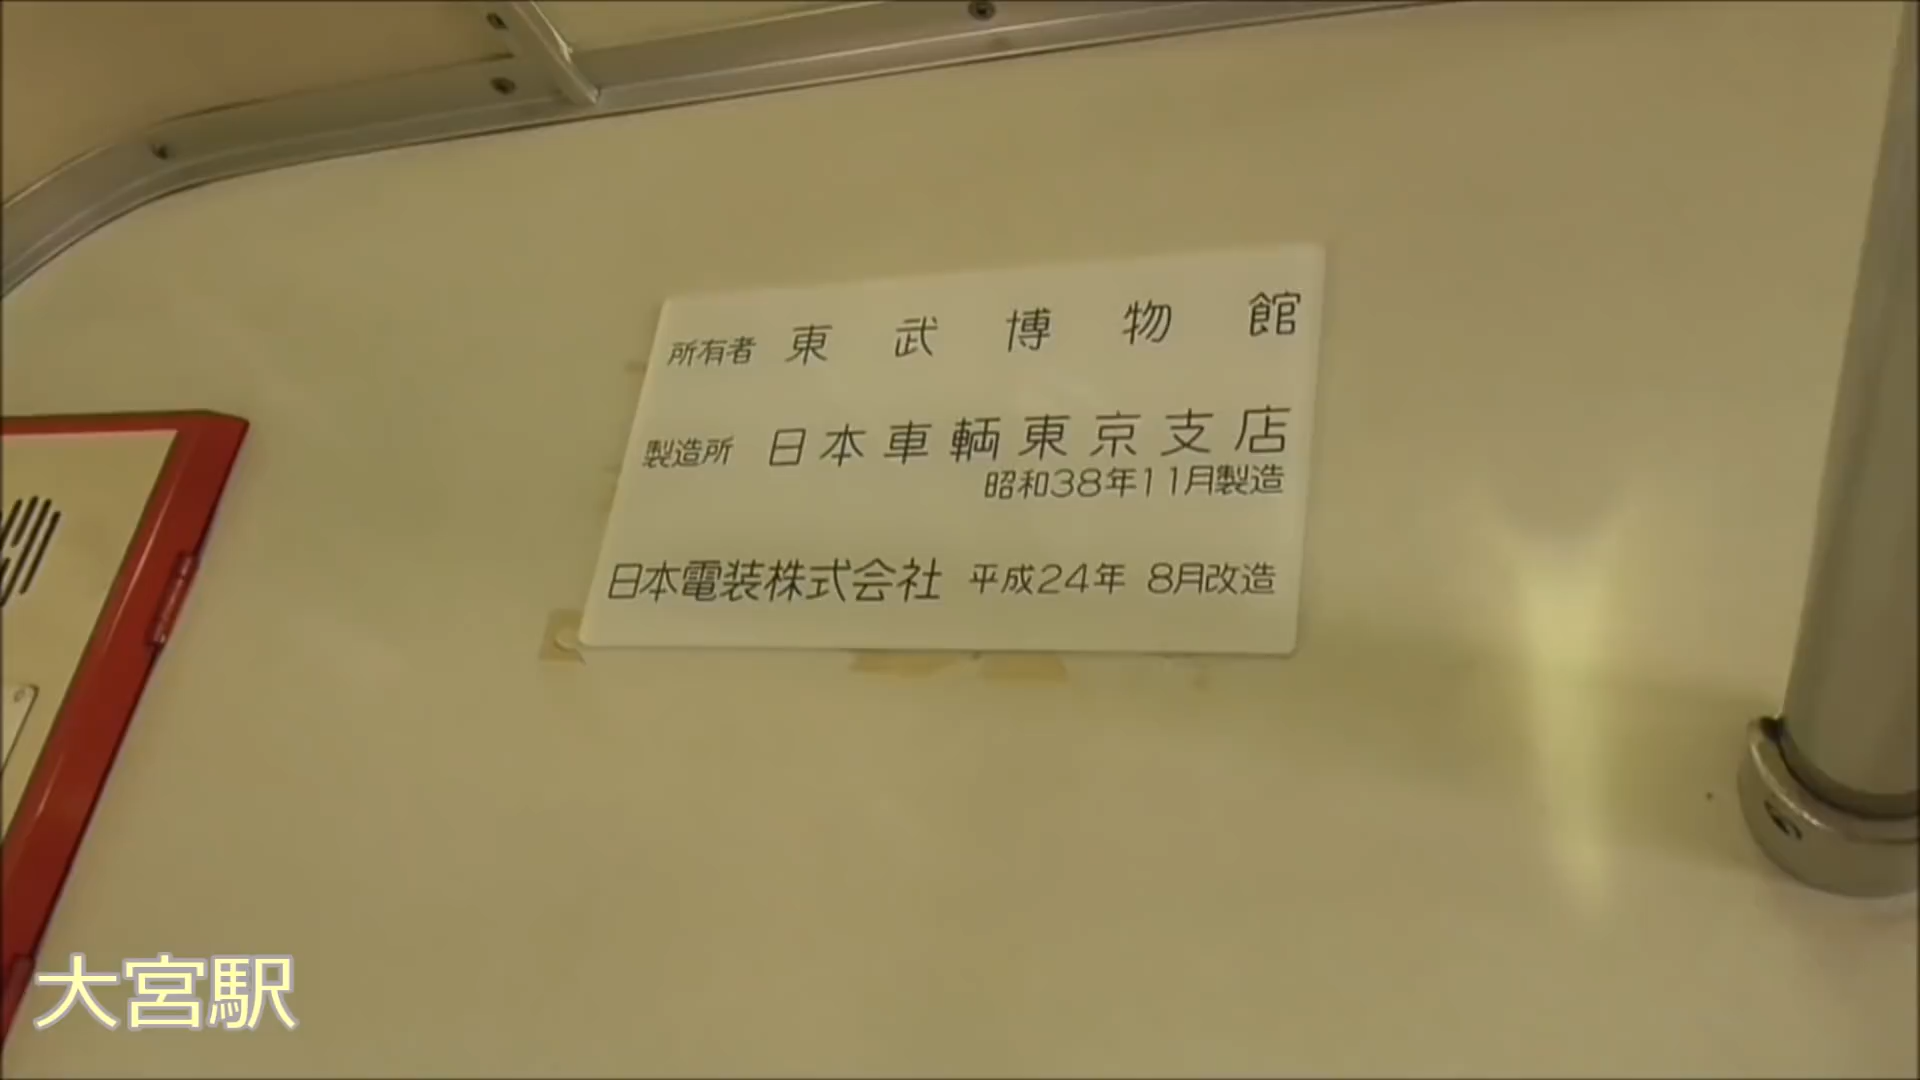 所有者 東武博物館
製造所 日本車輌東京支店
昭和38年11月製造
日本電装株式会社 平成24年 8月改造
大宮駅